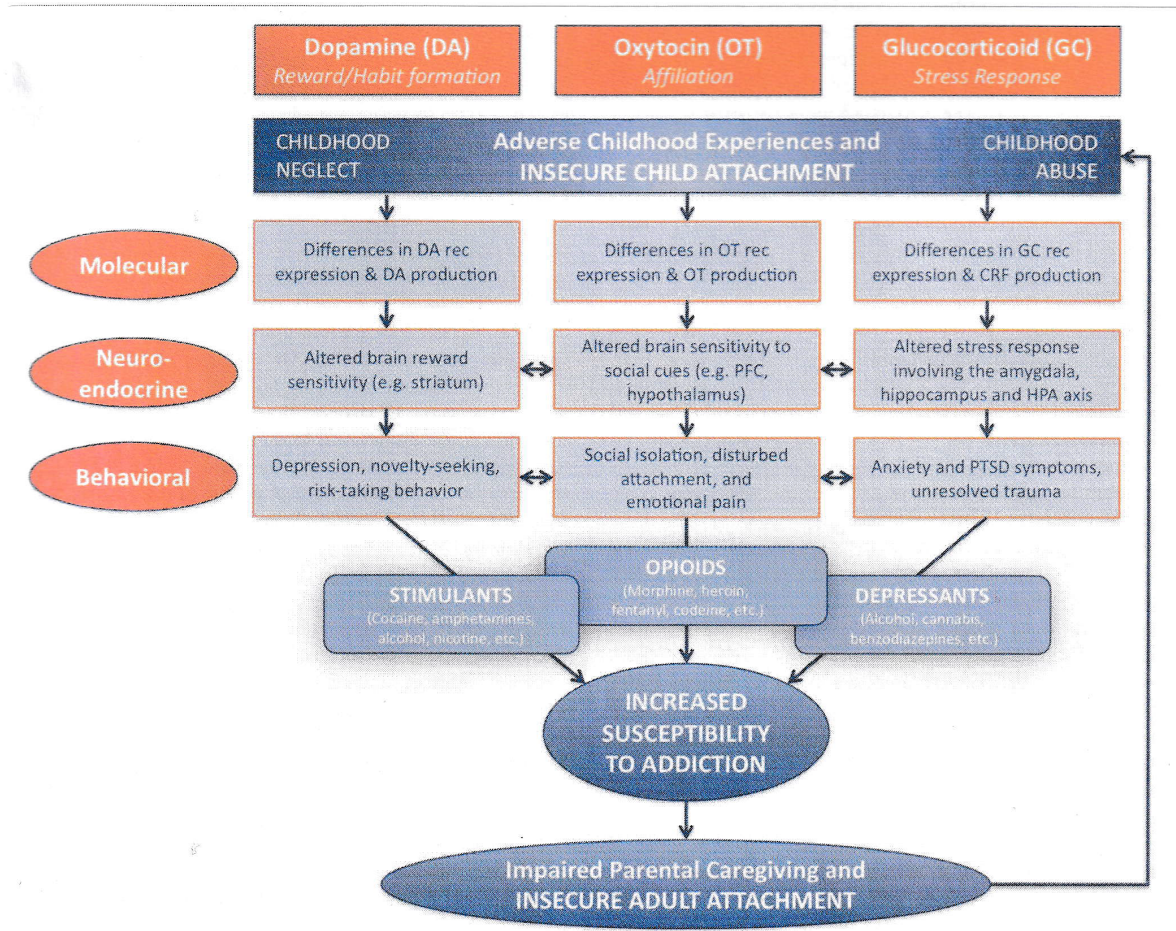 Dopamine (DA)
Reward/Habit formation
Oxytocin (OT)
Affiliation
Glucocorticoid (GC)
Stress Response
CHILDHOOD
NEGLECT
Adverse Childhood Experiences and
INSECURE CHILD ATTACHMENT
CHILDHOOD
ABUSE
Molecular
Differences in DA rec
expression & DA production
Differences in OT rec
expression & OT production
Differences in GC rec
expression & CRF production
Neuro-
endocrine
Altered brain reward
sensitivity (e.g. striatum)
Altered brain sensitivity to
social cues (e.g. PFC,
hypothalamus)
Altered stress response
involving the amygdala,
hippocampus and HPA axis
Behavioral
Depression, novelty-seeking,
risk-taking behavior
Social isolation, disturbed
attachment, and
emotional pain
Anxiety and PTSD symptoms,
unresolved trauma
STIMULANTS
(Cocaine, amphetamines,
alcohol, nicotine, etc.)
OPIOIDS
(Morphine, heroin,
fentanyl, codeine, etc.)
DEPRESSANTS
(Alcohol, cannabis,
benzodiazepines, etc.)
INCREASED
SUSCEPTIBILITY
TO ADDICTION
Impaired Parental Caregiving and
INSECURE ADULT ATTACHMENT